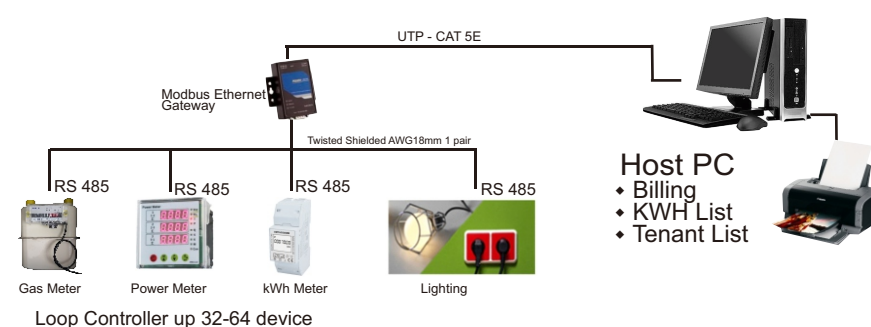 UTP - CAT 5E
Modbus Ethernet
Gateway
Twisted Shielded AWG18mm 1 pair
RS 485
RS 485
RS 485
RS 485
Host PC
Billing
KWH List
Tenant List
Power Meter
Gas Meter
Power Meter
kWh Meter
Lighting
Loop Controller up 32-64 device